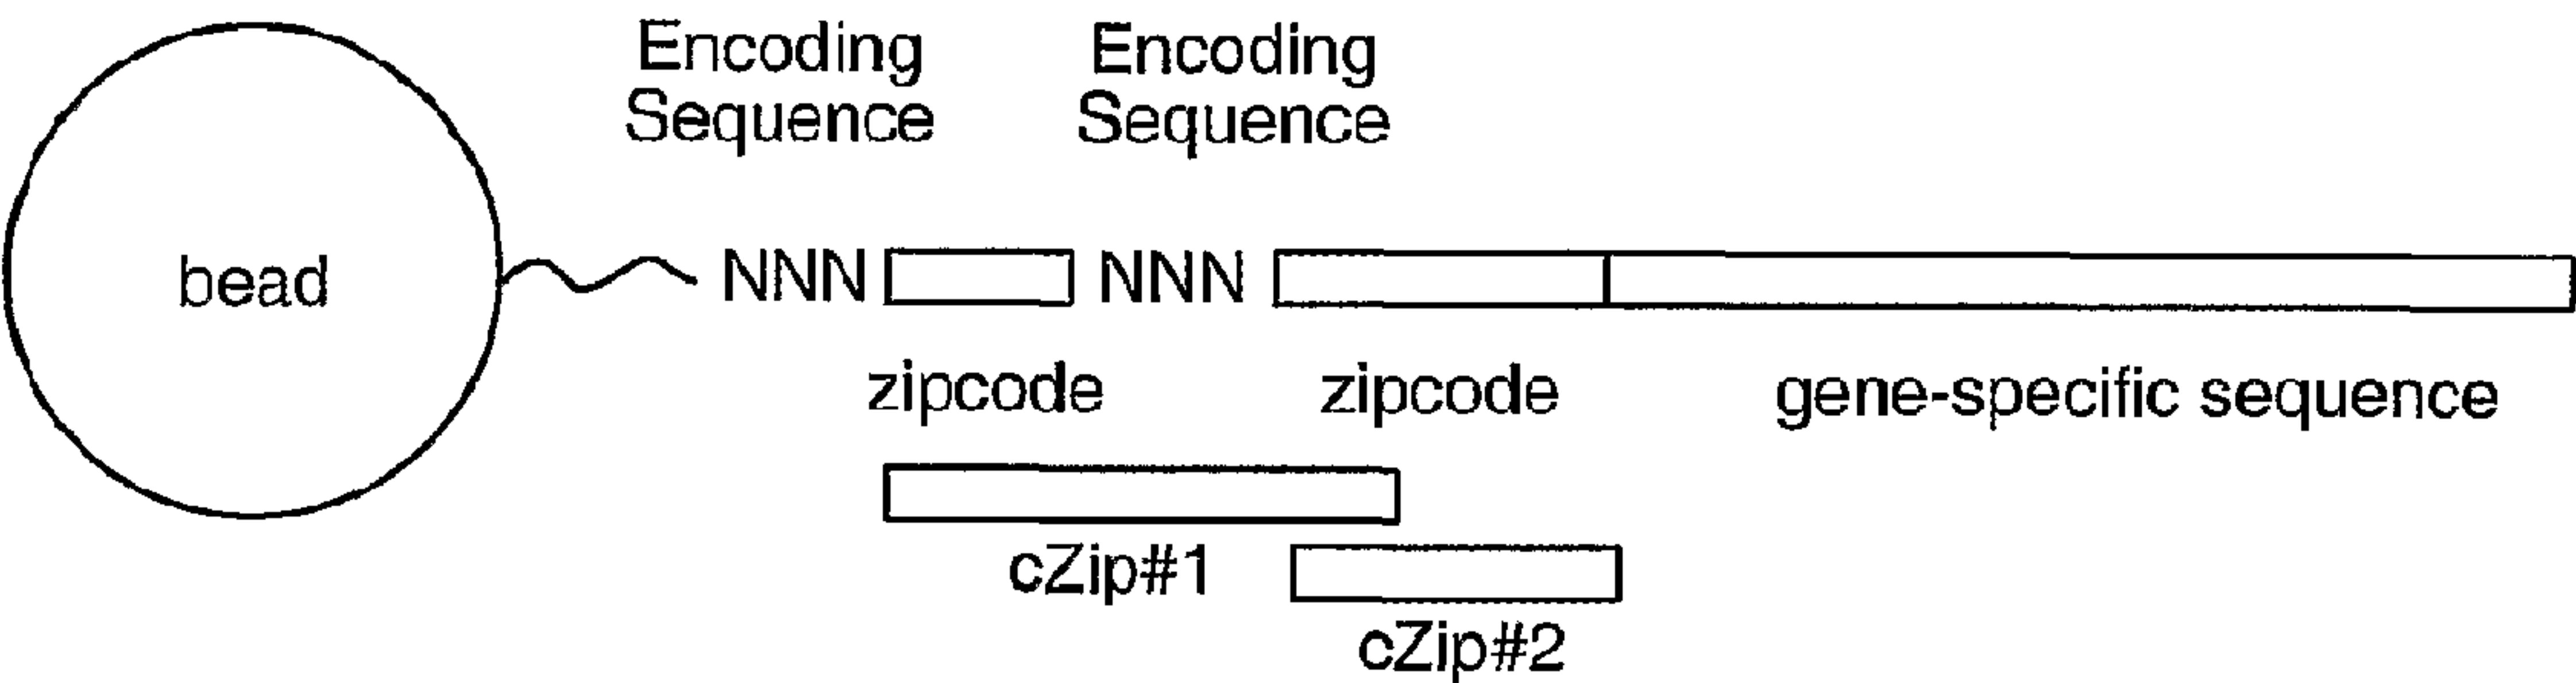 Encoding Sequence
Encoding Sequence
bead
NNN
NNN
zipcode
zipcode
gene-specific sequence
cZip#1
cZip#2